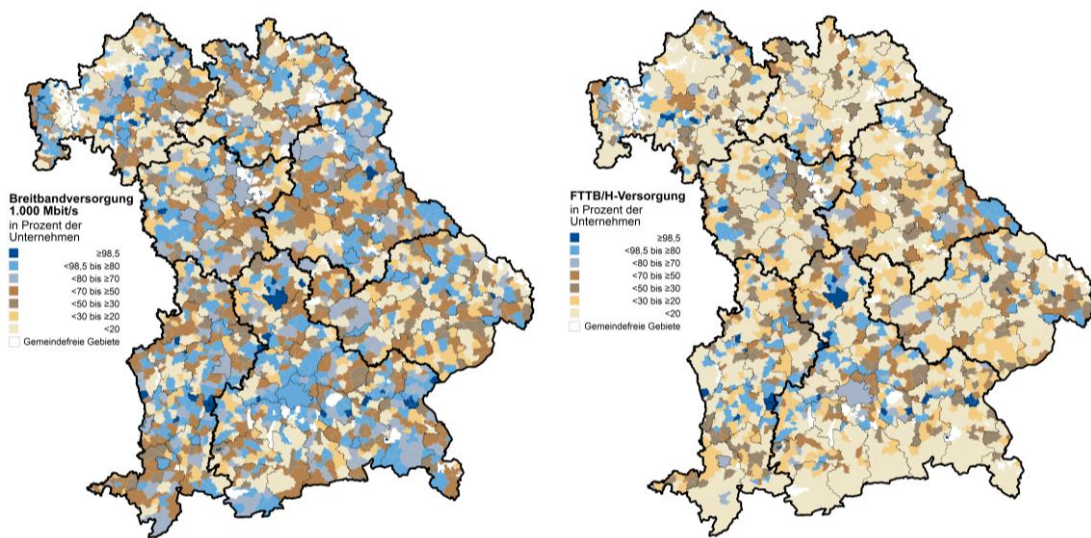 Breitbandversorgung
1.000 Mbit/s
in Prozent der
Unternehmen
≥98,5
<98,5 bis ≥80
<80 bis ≥70
<70 bis ≥50
<50 bis ≥30
<30 bis ≥20
<20
Gemeindefreie Gebiete
FTTB/H-Versorgung
in Prozent der
Unternehmen
≥98,5
<98,5 bis ≥80
<80 bis ≥70
<70 bis ≥50
<50 bis ≥30
<30 bis ≥20
<20
Gemeindefreie Gebiete